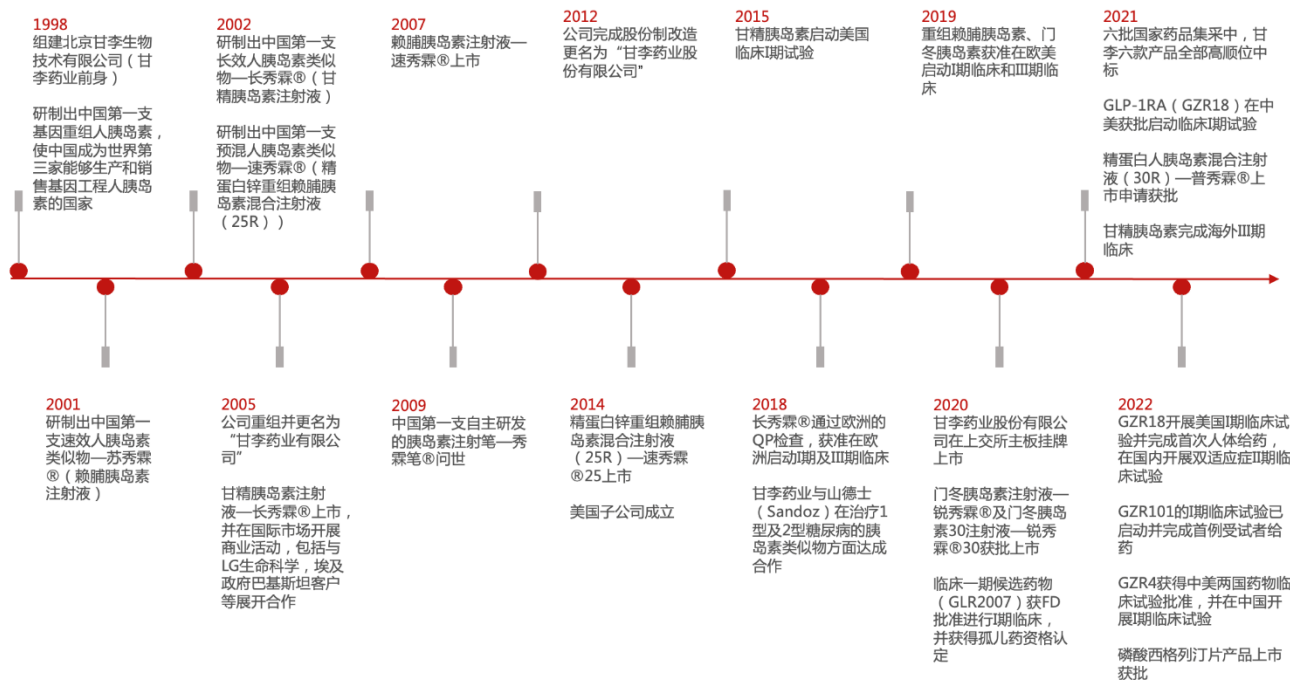 1998
组建北京甘李生物
技术有限公司（甘
李药业前身）
研制出中国第一支
基因重组人胰岛素，
使中国成为世界第
三家能够生产和销
售基因工程人胰岛
素的国家
2001
研制出中国第一
支速效人胰岛素
类似物—苏秀霖
®（赖脯胰岛素
注射液）
2002
研制出中国第一支
长效人胰岛素类似
物—长秀霖®（甘
精胰岛素注射液）
研制出中国第一支
预混人胰岛素类似
物—速秀霖®（精
蛋白锌重组赖脯胰
岛素混合注射液
（25R））
2005
公司重组并更名为
“甘李药业有限公
司”
甘精胰岛素注射
液—长秀霖®上市，
并在国际市场开展
商业活动，包括与
LG生命科学，埃及
政府巴基斯坦客户
等展开合作
2007
赖脯胰岛素注射液—
速秀霖®上市
2009
中国第一支自主研发
的胰岛素注射笔—秀
霖笔®问世
2012
公司完成股份制改造
更名为“甘李药业股
份有限公司"
2014
精蛋白锌重组赖脯胰
岛素混合注射液
（25R）—速秀霖
®25上市
美国子公司成立
2015
甘精胰岛素启动美国
临床I期试验
2018
长秀霖®通过欧洲的
QP检查，获准在欧
洲启动I期及III期临床
甘李药业与山德士
（Sandoz）在治疗1
型及2型糖尿病的胰
岛素类似物方面达成
合作
2019
重组赖脯胰岛素、门
冬胰岛素获准在欧美
启动I期临床和III期临
床
2020
甘李药业股份有限公
司在上交所主板挂牌
上市
门冬胰岛素注射液—
锐秀霖®及门冬胰岛
素30注射液—锐秀
霖®30获批上市
临床一期候选药物
（GLR2007）获FD
批准进行I期临床，
并获得孤儿药资格认
定
2021
六批国家药品集采中，甘
李六款产品全部高顺位中
标
GLP-1RA（GZR18）在中
美获批启动临床I期试验
精蛋白人胰岛素混合注射
液（30R）—普秀霖®上
市申请获批
甘精胰岛素完成海外III期
临床
2022
GZR18开展美国I期临床试
验并完成首次人体给药，
在国内开展双适应症II期临
床试验
GZR101的I期临床试验已
启动并完成首例受试者给
药
GZR4获得中美两国药物临
床试验批准，并在中国开
展I期临床试验
磷酸西格列汀片产品上市
获批